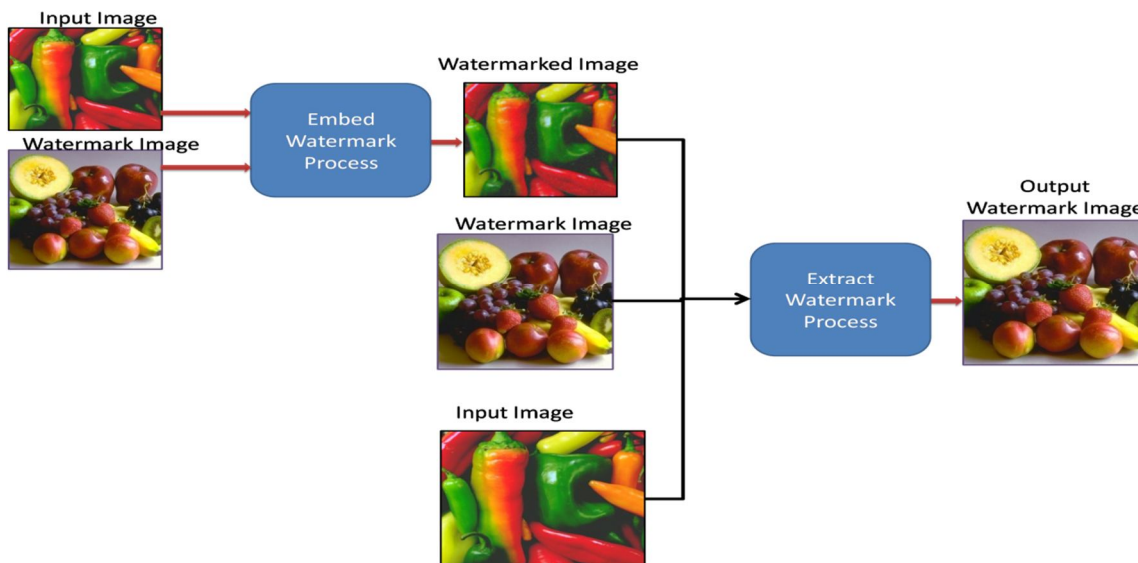 Input Image
Watermark Image
Embed
Watermark
Process
Watermarked Image
Watermark Image
Input Image
Extract
Watermark
Process
Output
Watermark Image